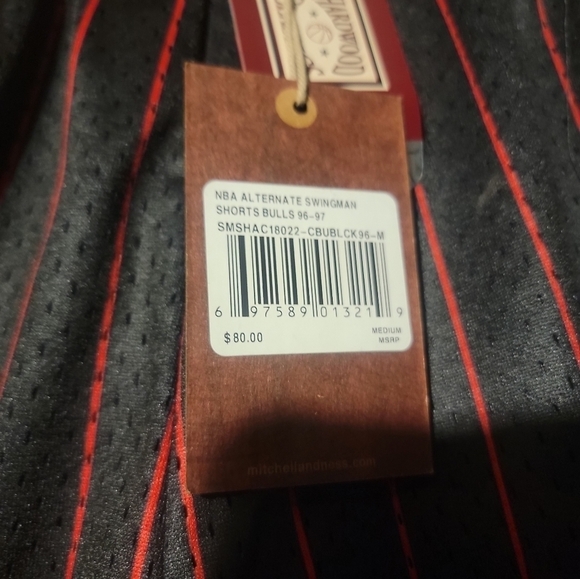 HARDWOOD
NBA ALTERNATE SWINGMAN
SHORTS BULLS 96-97
SMSHAC18022-CBUBLCK96-M
6 97589 01321 9
$80.00
MEDIUM
MSRP
mitchellandness.com